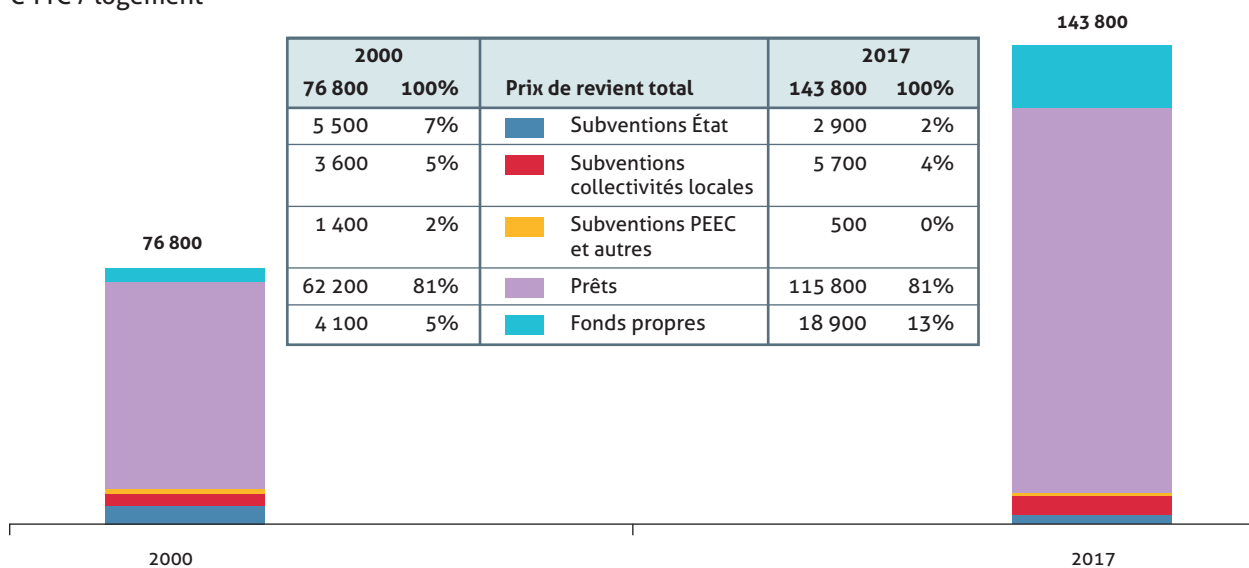 € TTC / logement
143 800
2000 2017
76 800 100% Prix de revient total 143 800 100%
5 500 7% Subventions État 2 900 2%
3 600 5% Subventions 5 700 4%
collectivités locales
1 400 2% Subventions PEEC 500 0%
et autres
76 800
62 200 81% Prêts 115 800 81%
4 100 5% Fonds propres 18 900 13%
2000 2017